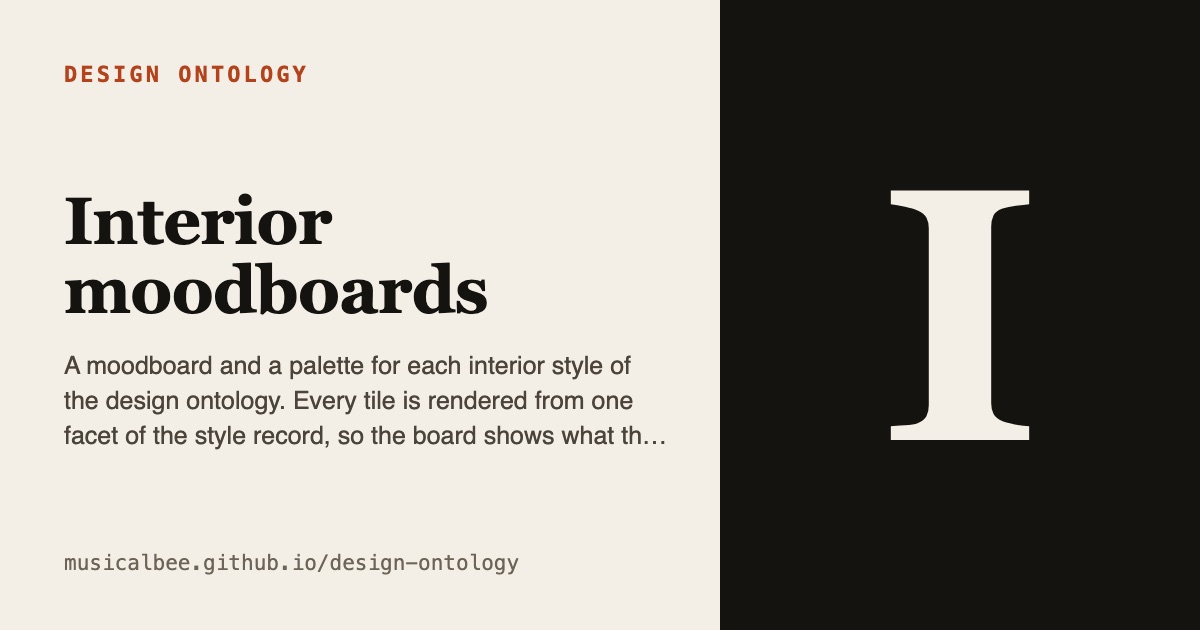 DESIGN ONTOLOGY
Interior
moodboards
A moodboard and a palette for each interior style of
the design ontology. Every tile is rendered from one
facet of the style record, so the board shows what th…
musicalbee.github.io/design-ontology
I